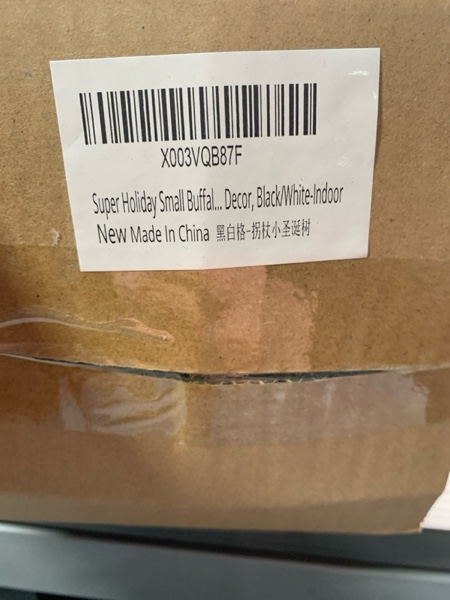 X003VQB87F
Super Holiday Small Buffal... Decor, Black/White-Indoor
New Made In China 黑白格-拐杖小圣诞树